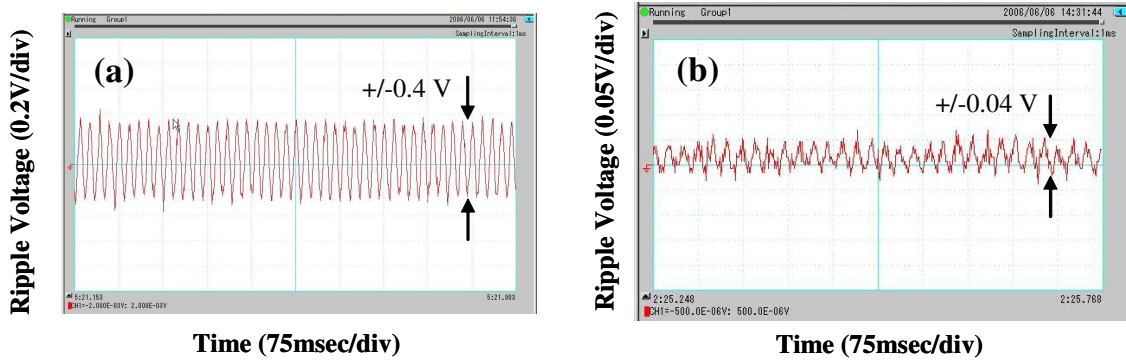 Running Group1 2006/06/06 11:54:36
SamplingInterval:1ms
(a)
+/-0.4 V
Ripple Voltage (0.2V/div)
5:21.153 5:21.903
CH1=-2.000E-03V: 2.000E-03V
Time (75msec/div)
Running Group1 2006/06/06 14:31:44
SamplingInterval:1ms
(b)
+/-0.04 V
Ripple Voltage (0.05V/div)
2:25.248 2:25.768
CH1=-500.0E-06V: 500.0E-06V
Time (75msec/div)